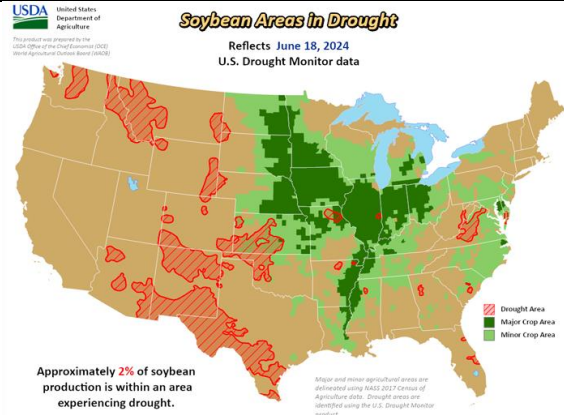 USDA
United States
Department of
Agriculture
This product was prepared by the
USDA Office of the Chief Economist (OCE)
World Agricultural Outlook Board (WAOB)
Soybean Areas in Drought
Reflects June 18, 2024
U.S. Drought Monitor data
Drought Area
Major Crop Area
Minor Crop Area
Approximately 2% of soybean
production is within an area
experiencing drought.
Major and minor agricultural areas are
delineated using NASS 2017 Census of
Agriculture data. Drought areas are
identified using the U.S. Drought Monitor
product.